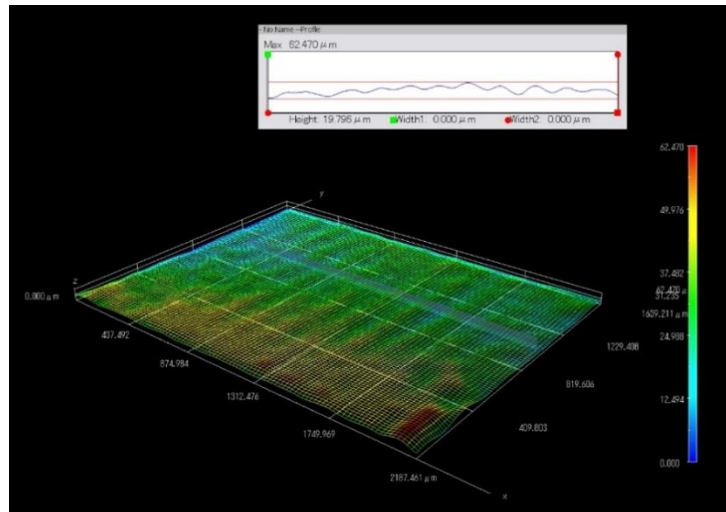 - No Name --Profile
Max 62.470 μm
Height: 19.796 μm Width1: 0.000 μm Width2: 0.000 μm
62.470
y
49.976
37.482
z
0.000 μm
31.235
1639.211 μm
437.492
24.988
1229.408
874.984
819.606
1312.476
12.494
409.803
1749.969
0.000
2187.461 μm
x